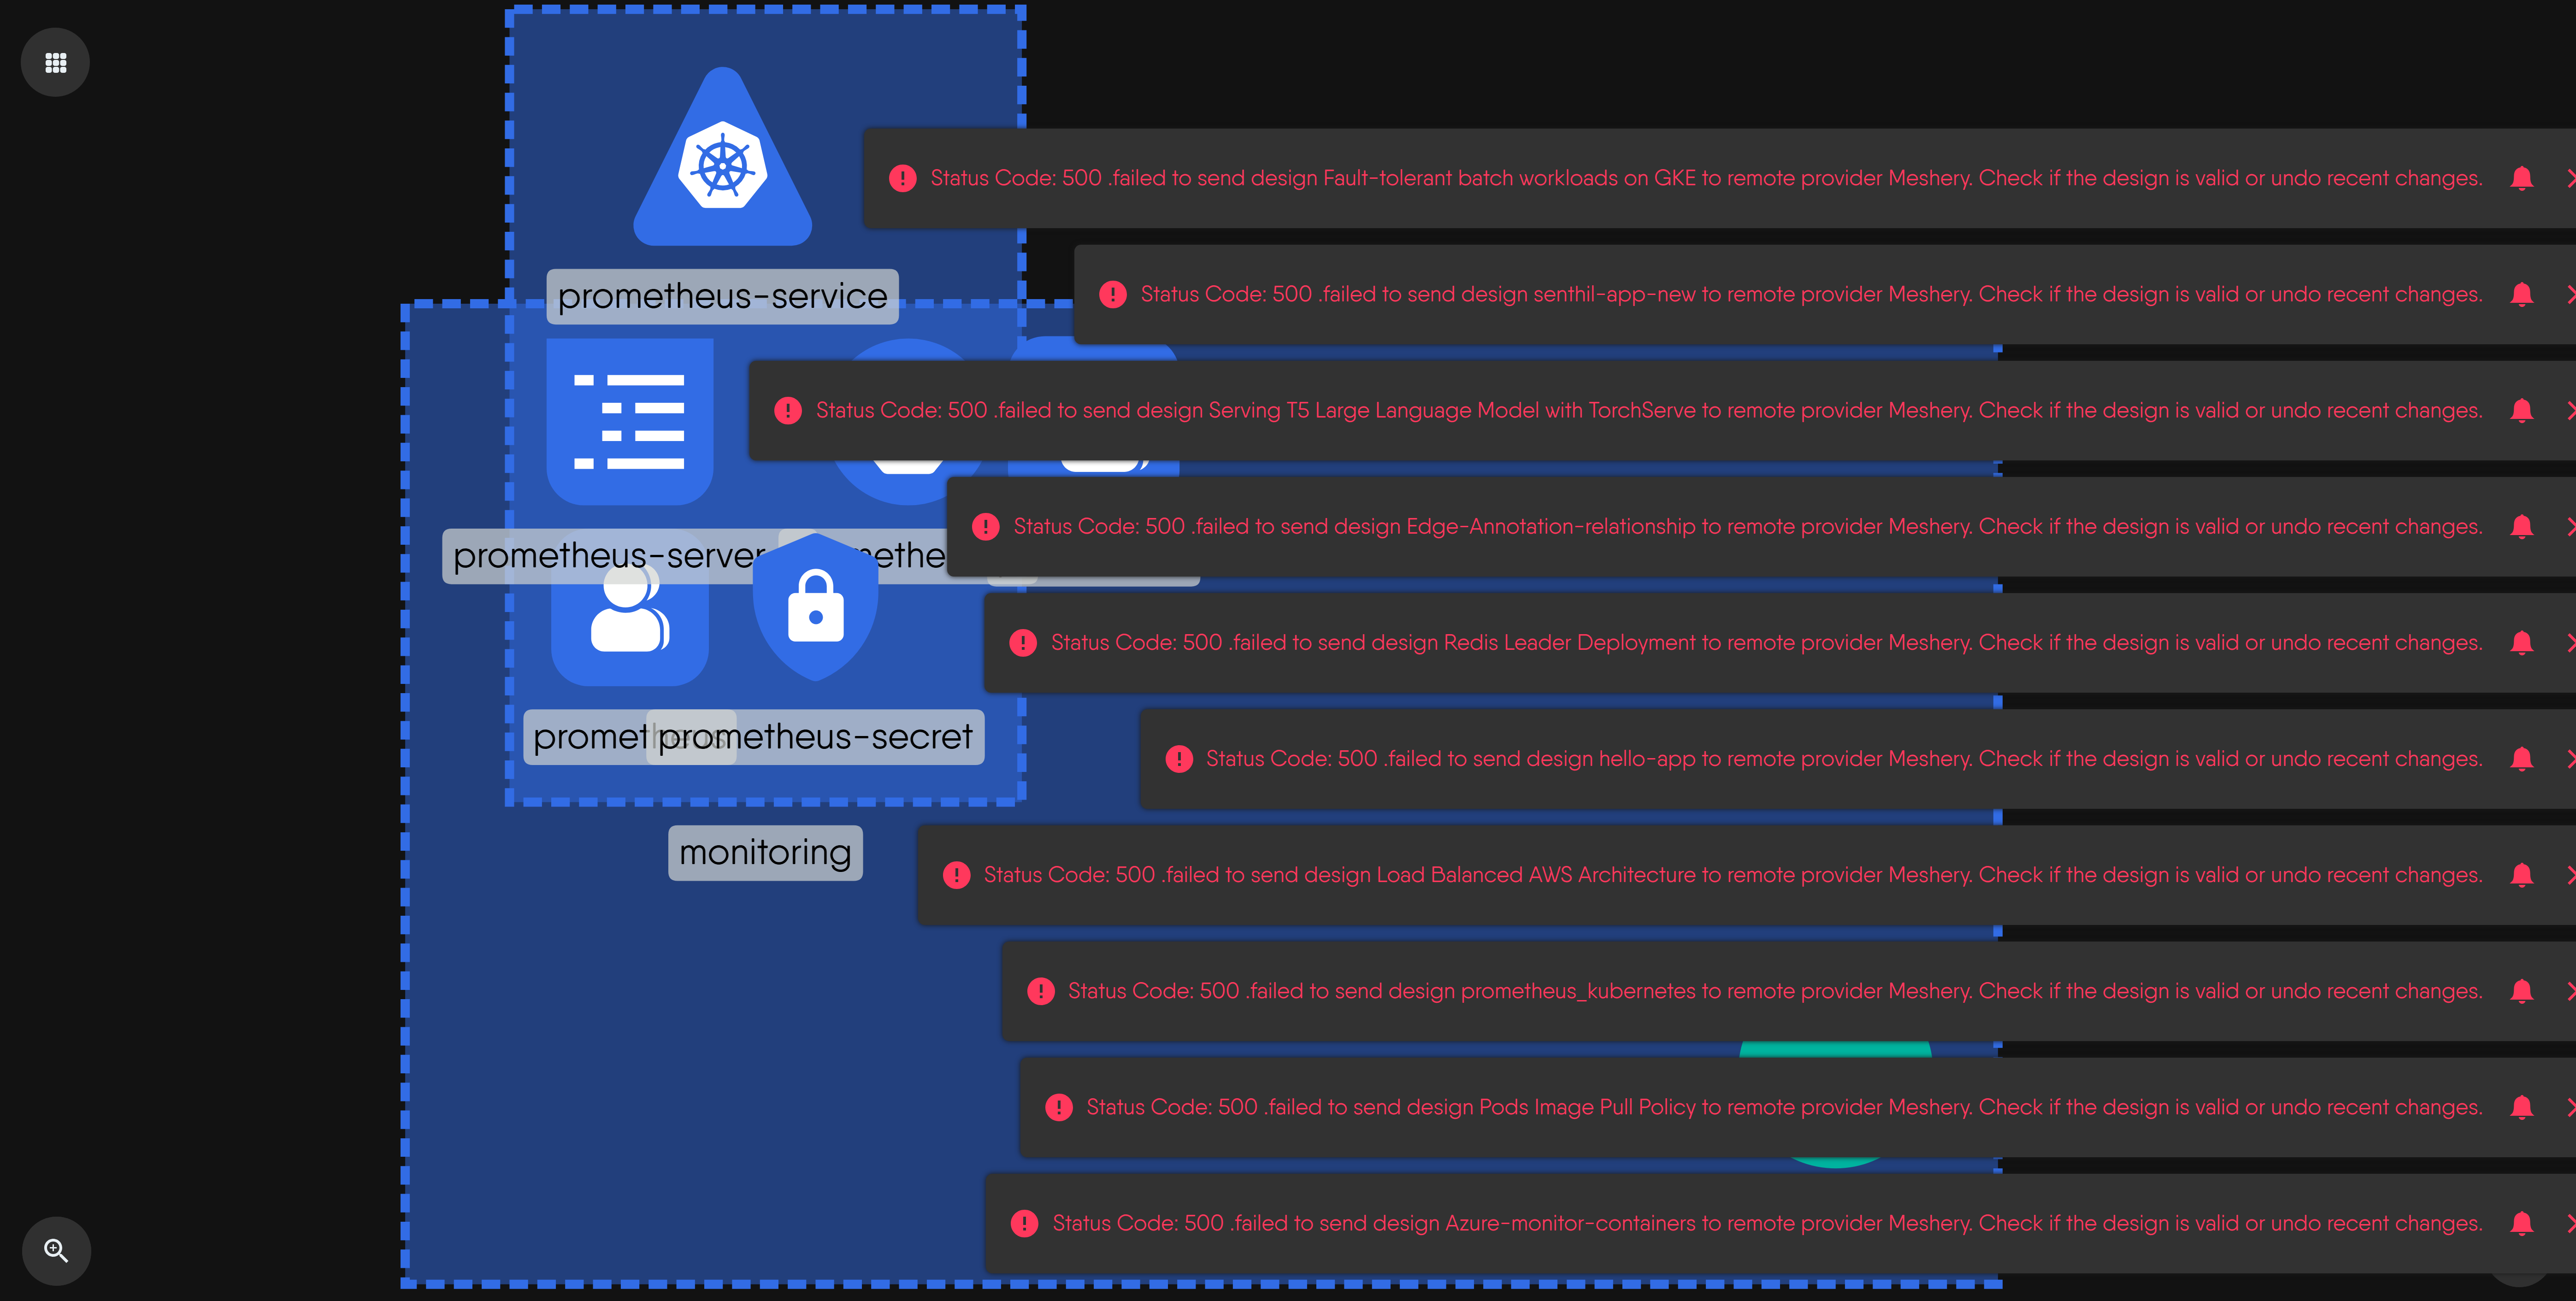 Status Code: 500 .failed to send design Fault-tolerant batch workloads on GKE to remote provider Meshery. Check if the design is valid or undo recent changes.
prometheus-service
Status Code: 500 .failed to send design senthil-app-new to remote provider Meshery. Check if the design is valid or undo recent changes.
Status Code: 500 .failed to send design Serving T5 Large Language Model with TorchServe to remote provider Meshery. Check if the design is valid or undo recent changes.
Status Code: 500 .failed to send design Edge-Annotation-relationship to remote provider Meshery. Check if the design is valid or undo recent changes.
prometheus-server
Status Code: 500 .failed to send design Redis Leader Deployment to remote provider Meshery. Check if the design is valid or undo recent changes.
prometheus
prometheus-secret
Status Code: 500 .failed to send design hello-app to remote provider Meshery. Check if the design is valid or undo recent changes.
monitoring
Status Code: 500 .failed to send design Load Balanced AWS Architecture to remote provider Meshery. Check if the design is valid or undo recent changes.
Status Code: 500 .failed to send design prometheus_kubernetes to remote provider Meshery. Check if the design is valid or undo recent changes.
Status Code: 500 .failed to send design Pods Image Pull Policy to remote provider Meshery. Check if the design is valid or undo recent changes.
Status Code: 500 .failed to send design Azure-monitor-containers to remote provider Meshery. Check if the design is valid or undo recent changes.